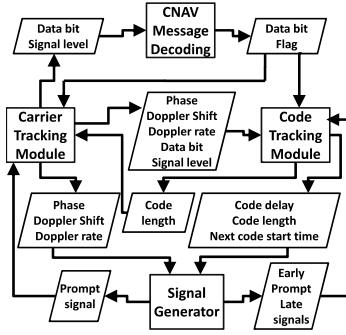 Data bit
Signal level
CNAV
Message
Decoding
Data bit
Flag
Carrier
Tracking
Module
Phase
Doppler Shift
Doppler rate
Data bit
Signal level
Code
Tracking
Module
Phase
Doppler Shift
Doppler rate
Code
length
Code delay
Code length
Next code start time
Prompt
signal
Signal
Generator
Early
Prompt
Late
signals